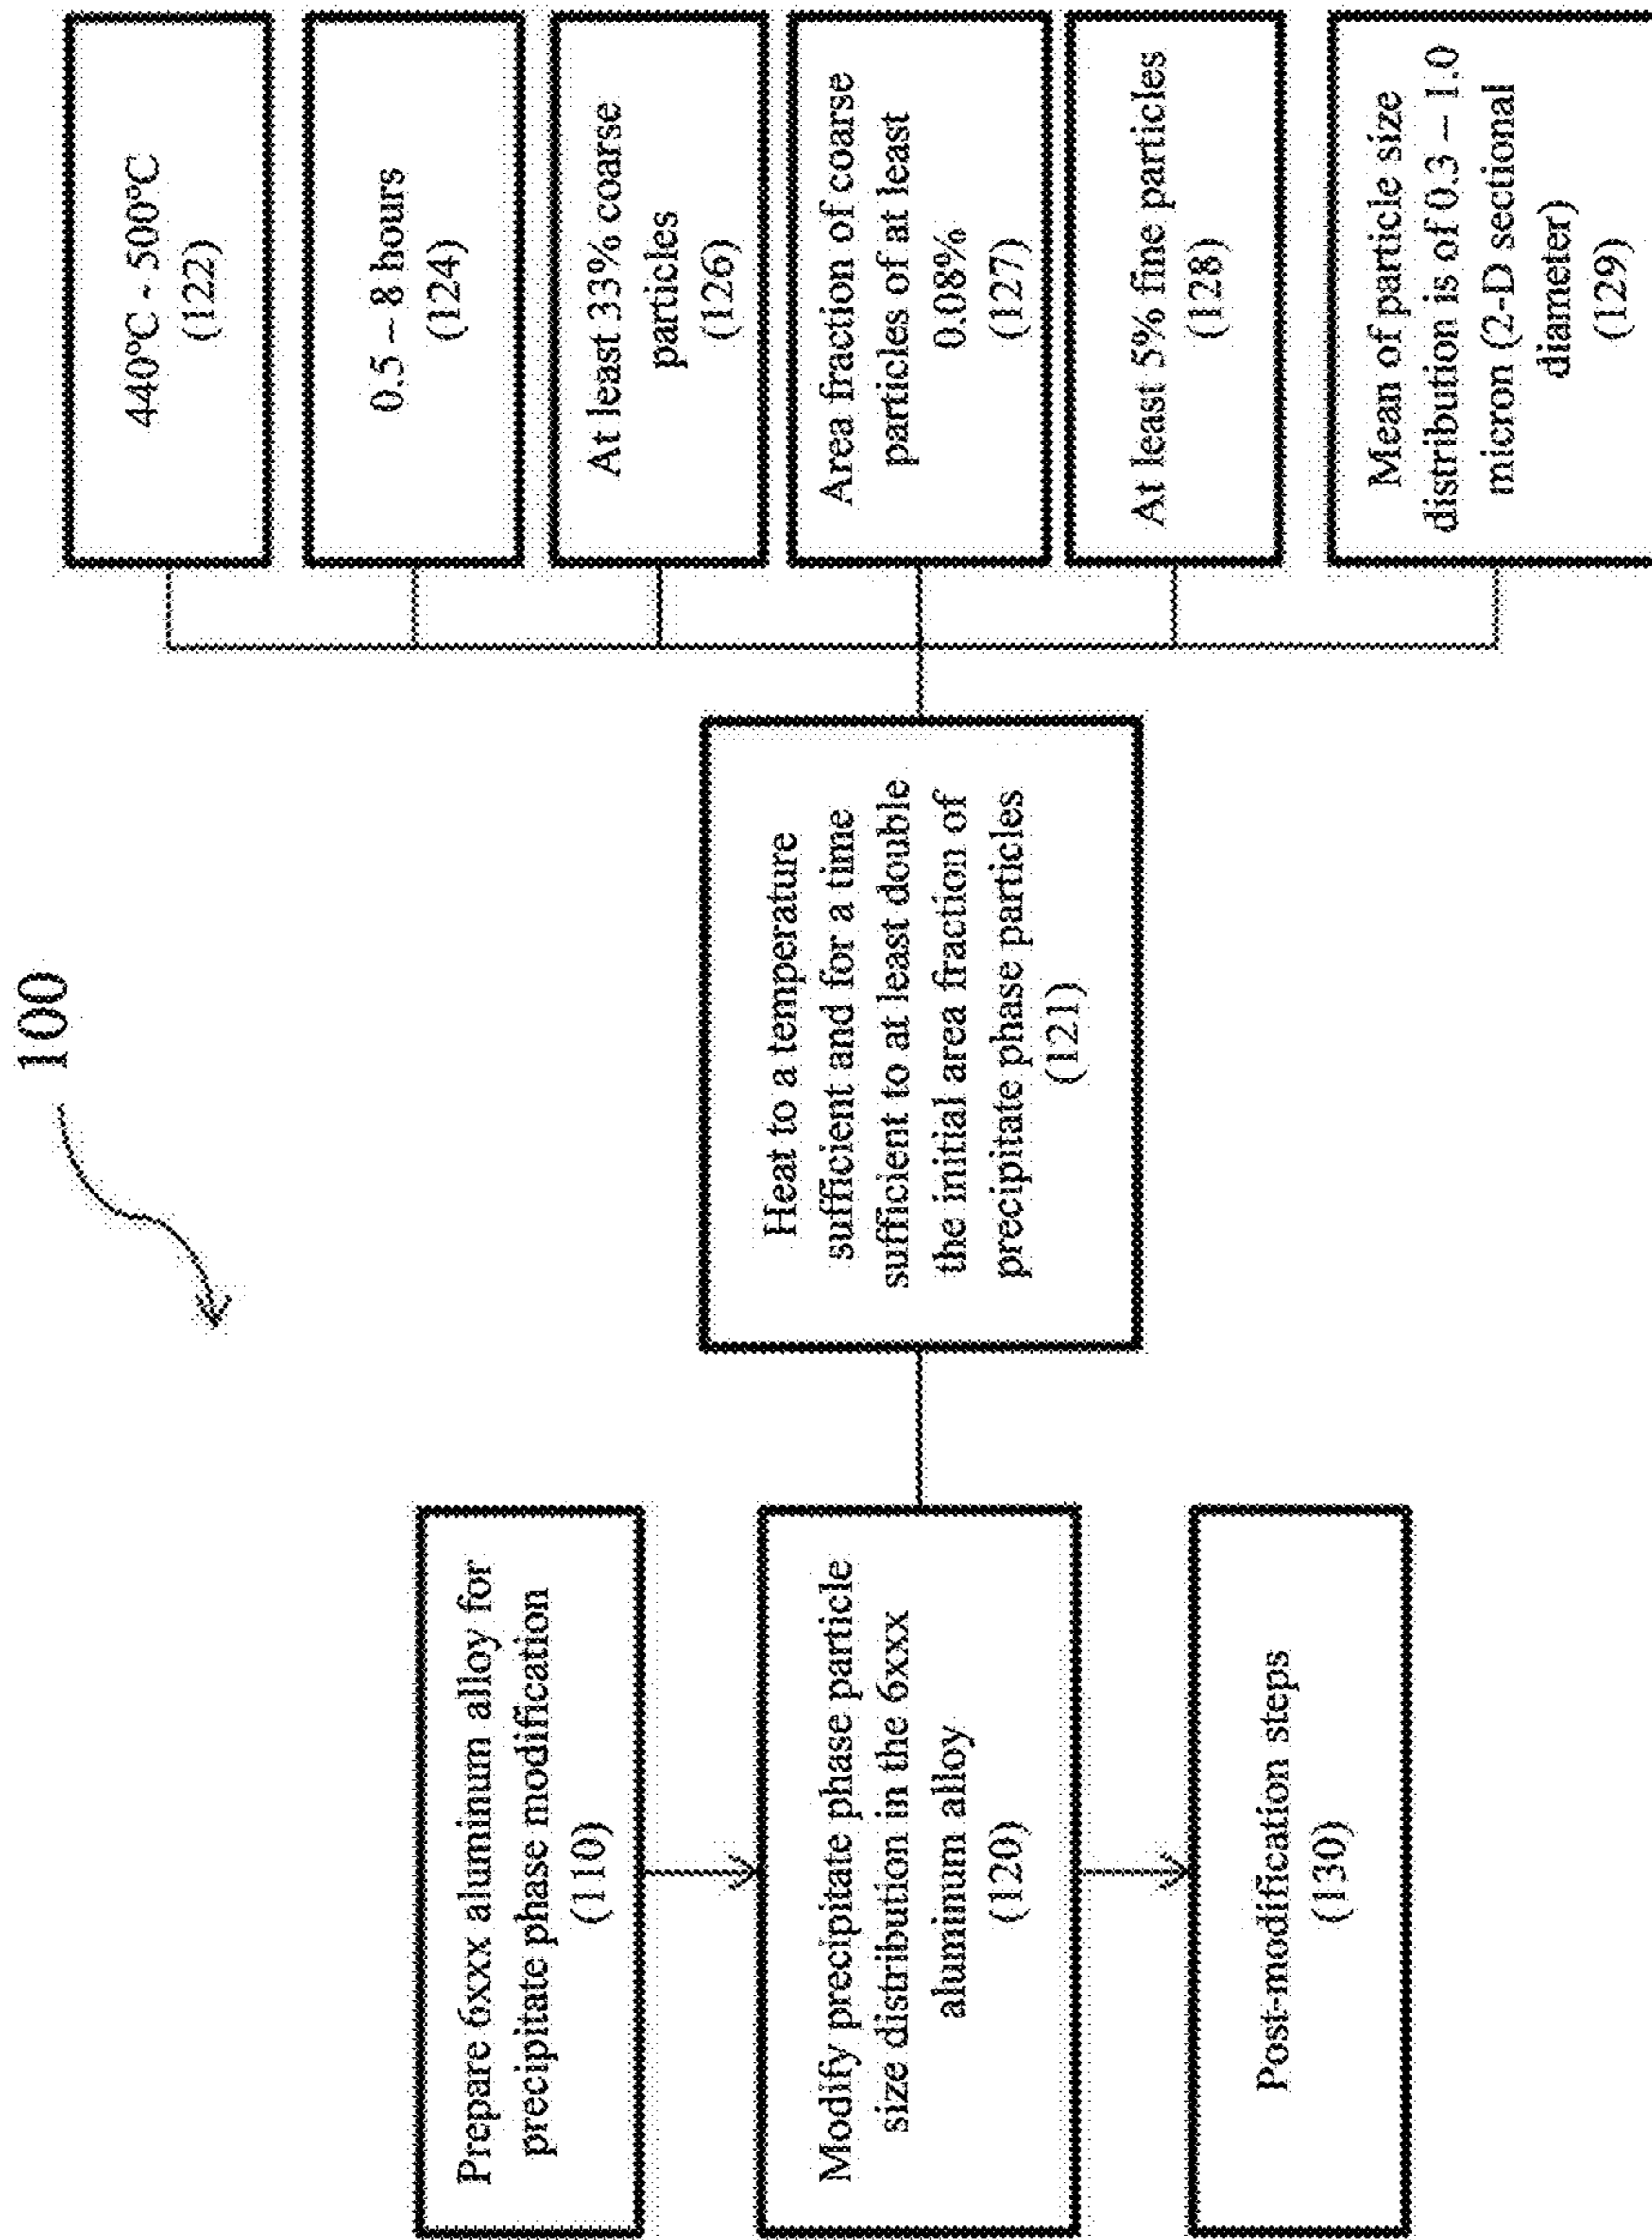 100
Prepare 6xxx aluminum alloy for
precipitate phase modification
(110)
Modify precipitate phase particle
size distribution in the 6xxx
aluminum alloy
(120)
Post-modification steps
(130)
Heat to a temperature
sufficient and for a time
sufficient to at least double
the initial area fraction of
precipitate phase particles
(121)
440ºC - 500ºC
(122)
0.5 – 8 hours
(124)
At least 33% coarse
particles
(126)
Area fraction of coarse
particles of at least
0.08%
(127)
At least 5% fine particles
(128)
Mean of particle size
distribution is of 0.3 – 1.0
micron (2-D sectional
diameter)
(129)